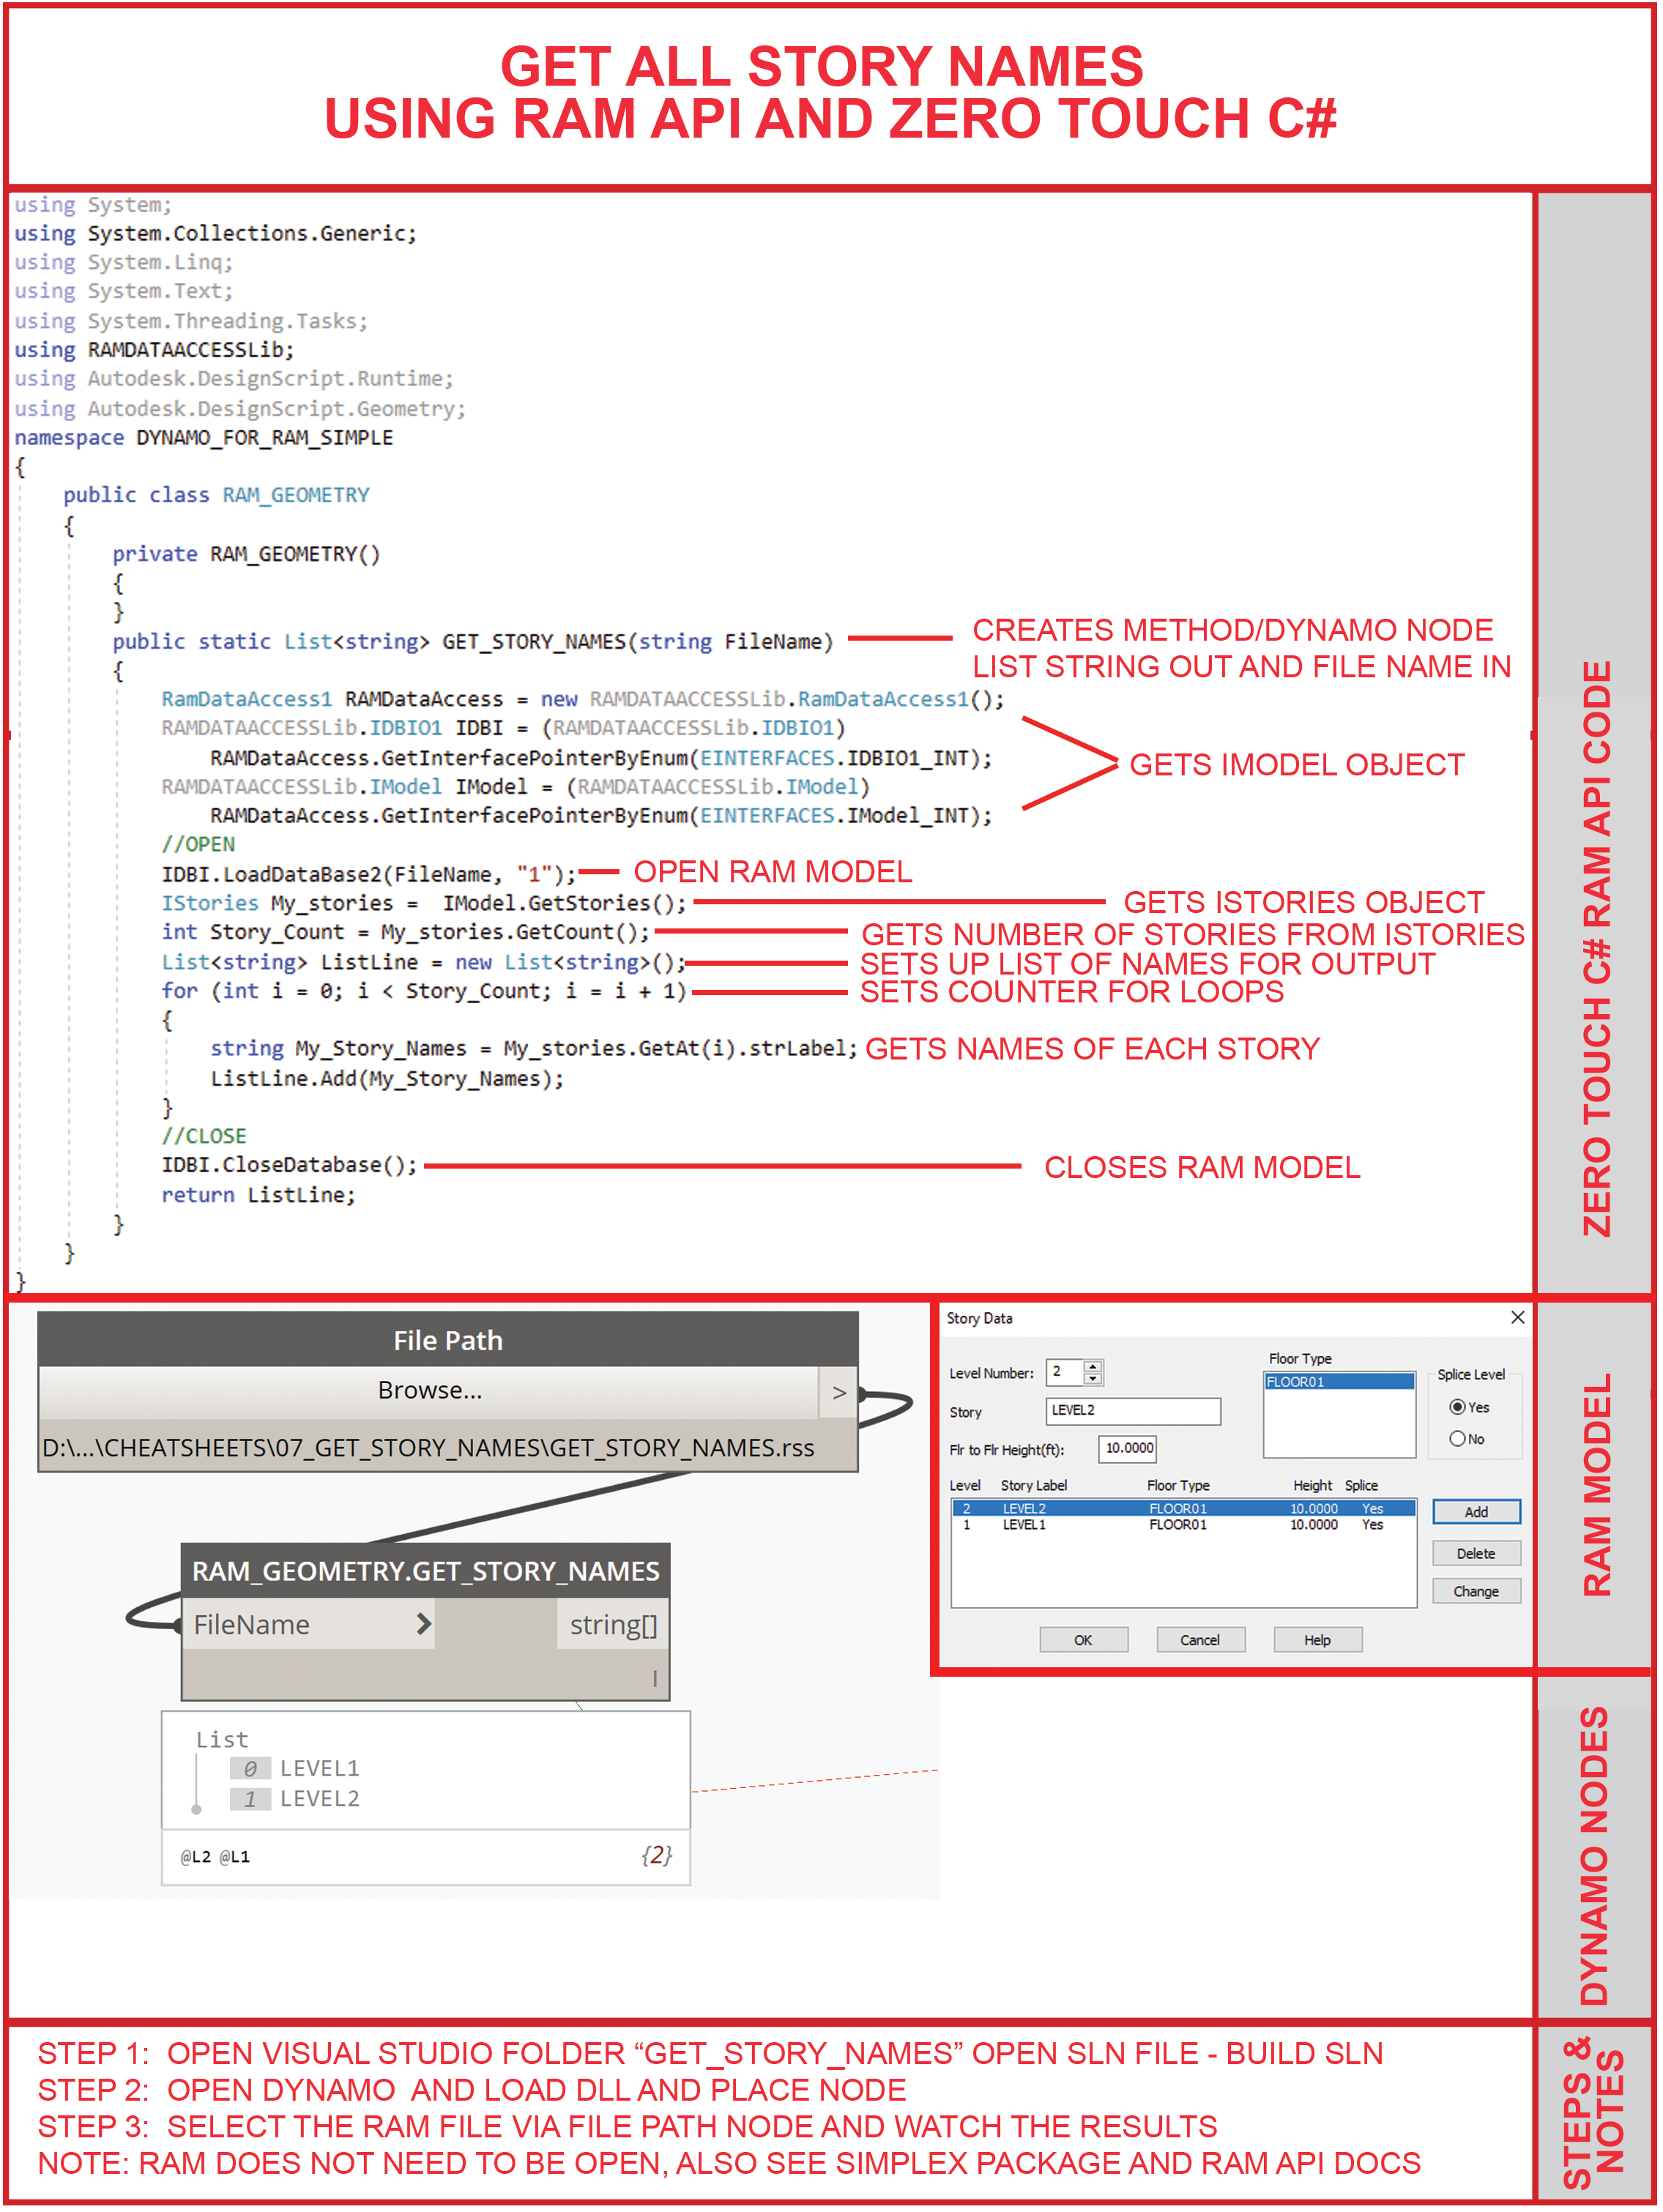 GET ALL STORY NAMES
USING RAM API AND ZERO TOUCH C#
using System;
using System.Collections.Generic;
using System.Linq;
using System.Text;
using System.Threading.Tasks;
using RAMDATAACCESSLib;
using Autodesk.DesignScript.Runtime;
using Autodesk.DesignScript.Geometry;
namespace DYNAMO_FOR_RAM_SIMPLE
{
public class RAM_GEOMETRY
{
private RAM_GEOMETRY()
{
}
public static List<string> GET_STORY_NAMES(string FileName)
CREATES METHOD/DYNAMO NODE
LIST STRING OUT AND FILE NAME IN
{
RamDataAccess1 RAMDataAccess = new RAMDATAACCESSLib.RamDataAccess1();
RAMDATAACCESSLib.IDBIO1 IDBI = (RAMDATAACCESSLib.IDBIO1)
RAMDataAccess.GetInterfacePointerByEnum(EINTERFACES.IDBIO1_INT);
GETS IMODEL OBJECT
RAMDATAACCESSLib.IModel IModel = (RAMDATAACCESSLib.IModel)
RAMDataAccess.GetInterfacePointerByEnum(EINTERFACES.IModel_INT);
//OPEN
IDBI.LoadDataBase2(FileName, "1"); OPEN RAM MODEL
IStories My_stories =  IModel.GetStories(); GETS ISTORIES OBJECT
int Story_Count = My_stories.GetCount(); GETS NUMBER OF STORIES FROM ISTORIES
List<string> ListLine = new List<string>(); SETS UP LIST OF NAMES FOR OUTPUT
for (int i = 0; i < Story_Count; i = i + 1) SETS COUNTER FOR LOOPS
{
string My_Story_Names = My_stories.GetAt(i).strLabel; GETS NAMES OF EACH STORY
ListLine.Add(My_Story_Names);
}
//CLOSE
IDBI.CloseDatabase(); CLOSES RAM MODEL
return ListLine;
}
}
}
ZERO TOUCH C# RAM API CODE
File Path
Browse...
>
D:\...\CHEATSHEETS\07_GET_STORY_NAMES\GET_STORY_NAMES.rss
RAM_GEOMETRY.GET_STORY_NAMES
FileName > string[]
l
List
0 LEVEL1
1 LEVEL2
@L2 @L1 {2}
Story Data
Level Number: 2
Story LEVEL2
Flr to Flr Height(ft): 10.0000
Floor Type
FLOOR01
Splice Level
Yes
No
Level Story Label Floor Type Height Splice
2 LEVEL2 FLOOR01 10.0000 Yes
1 LEVEL1 FLOOR01 10.0000 Yes
Add
Delete
Change
OK Cancel Help
RAM MODEL
DYNAMO NODES
STEP 1:  OPEN VISUAL STUDIO FOLDER “GET_STORY_NAMES” OPEN SLN FILE - BUILD SLN
STEP 2:  OPEN DYNAMO  AND LOAD DLL AND PLACE NODE
STEP 3:  SELECT THE RAM FILE VIA FILE PATH NODE AND WATCH THE RESULTS
NOTE: RAM DOES NOT NEED TO BE OPEN, ALSO SEE SIMPLEX PACKAGE AND RAM API DOCS
STEPS &
NOTES